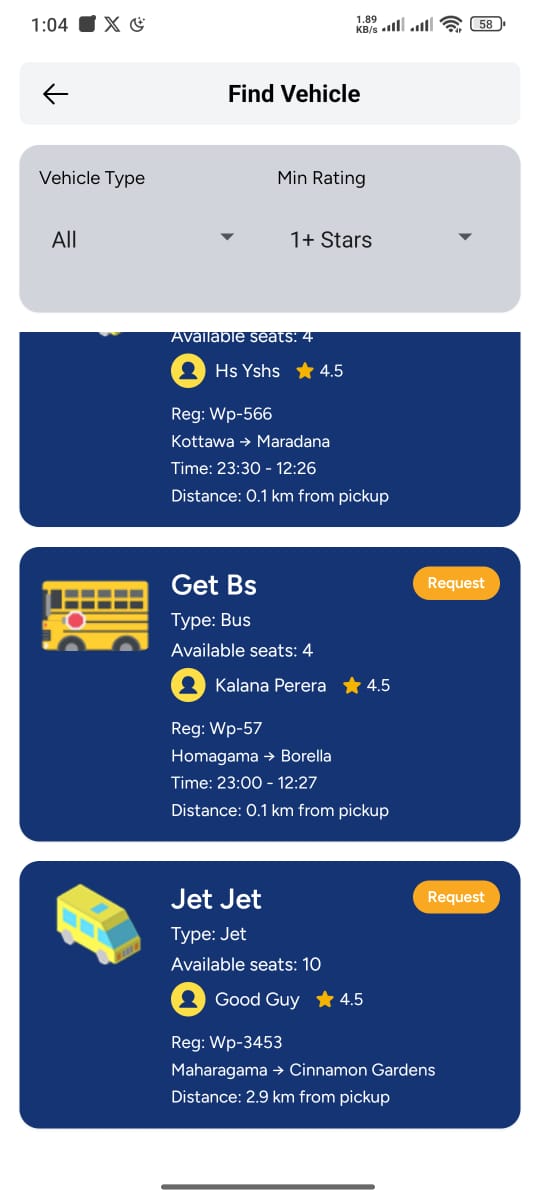 1:04
1.89
KB/s
58
Find Vehicle
Vehicle Type
Min Rating
All
1+ Stars
Available seats: 4
Hs Yshs 4.5
Reg: Wp-566
Kottawa → Maradana
Time: 23:30 - 12:26
Distance: 0.1 km from pickup
Get Bs
Request
Type: Bus
Available seats: 4
Kalana Perera 4.5
Reg: Wp-57
Homagama → Borella
Time: 23:00 - 12:27
Distance: 0.1 km from pickup
Jet Jet
Request
Type: Jet
Available seats: 10
Good Guy 4.5
Reg: Wp-3453
Maharagama → Cinnamon Gardens
Distance: 2.9 km from pickup